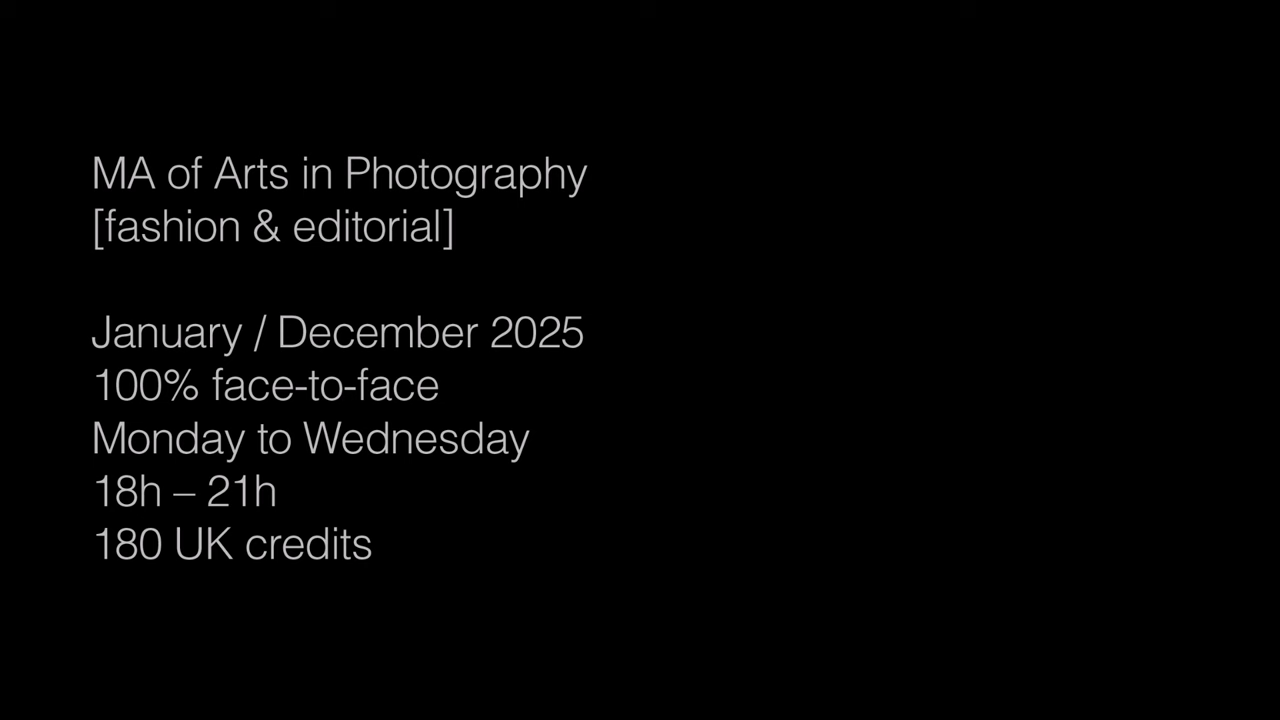 MA of Arts in Photography
[fashion & editorial]
January / December 2025
100% face-to-face
Monday to Wednesday
18h – 21h
180 UK credits